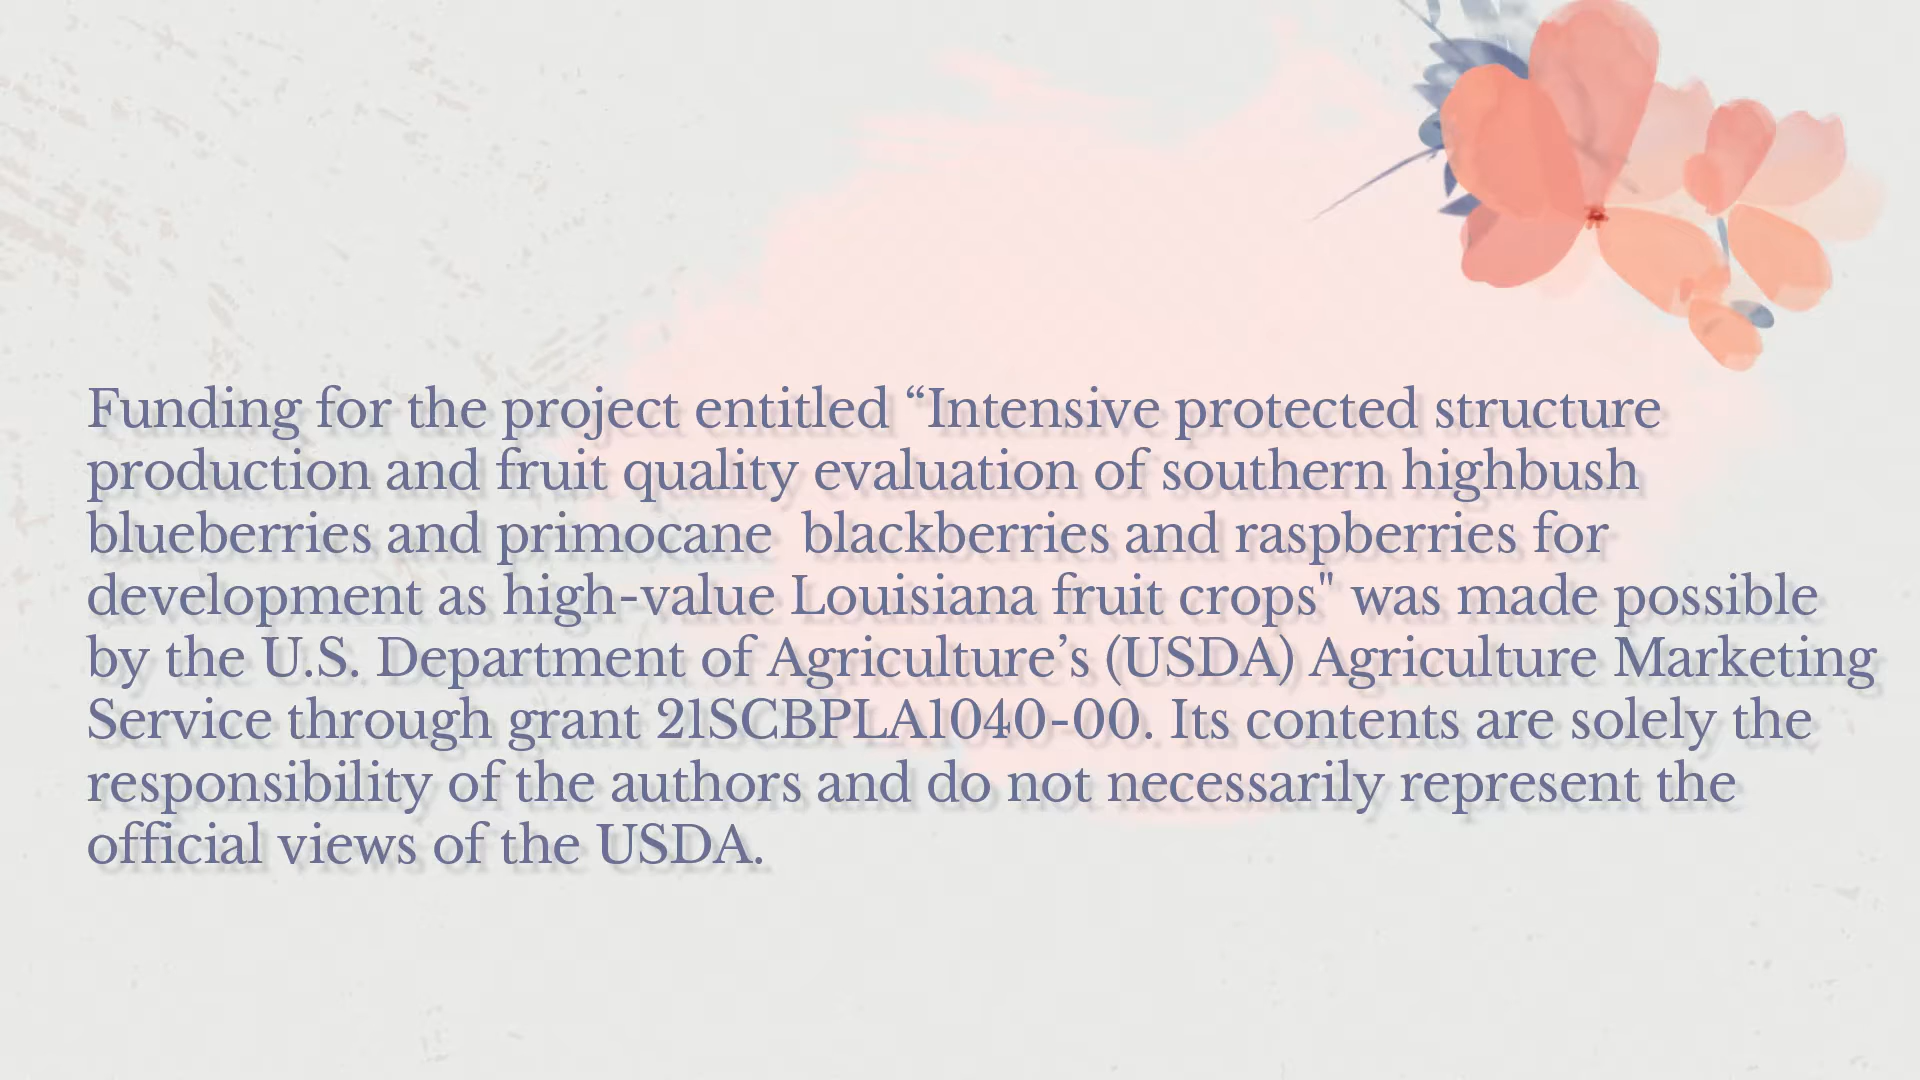 Funding for the project entitled “Intensive protected structure
production and fruit quality evaluation of southern highbush
blueberries and primocane  blackberries and raspberries for
development as high-value Louisiana fruit crops" was made possible
by the U.S. Department of Agriculture’s (USDA) Agriculture Marketing
Service through grant 21SCBPLA1040-00. Its contents are solely the
responsibility of the authors and do not necessarily represent the
official views of the USDA.